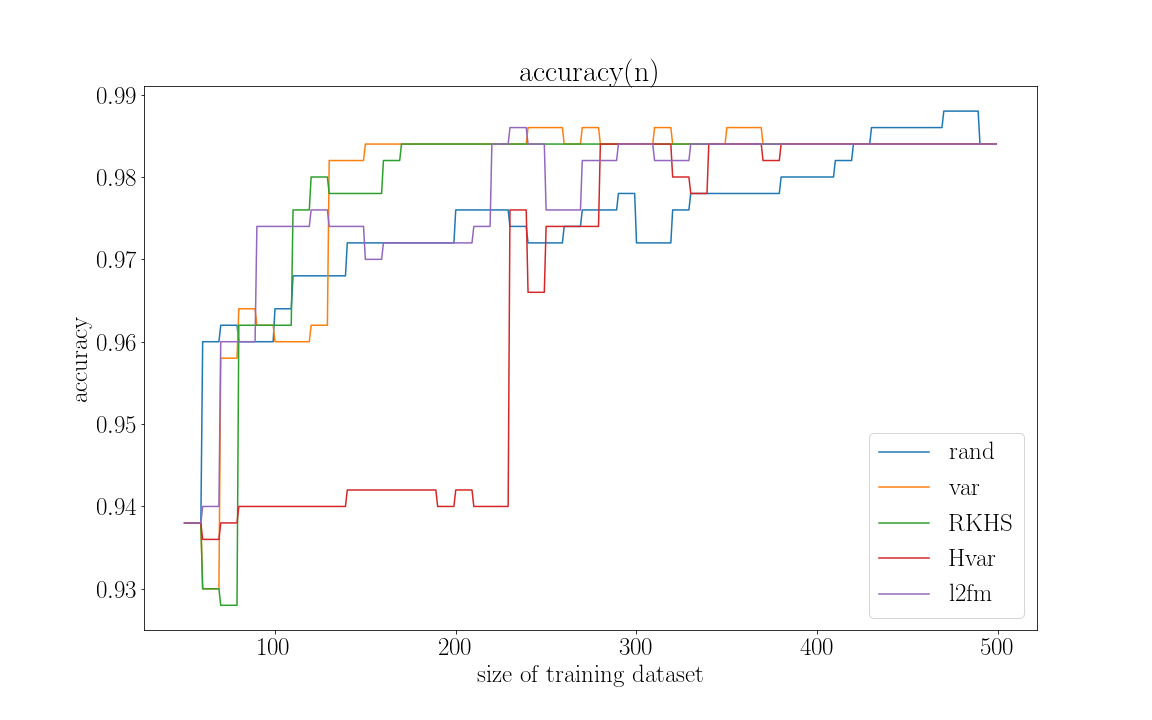 accuracy(n)
0.99
0.98
0.97
0.96
0.95
0.94
0.93
accuracy
100 200 300 400 500
size of training dataset
rand
var
RKHS
Hvar
l2fm